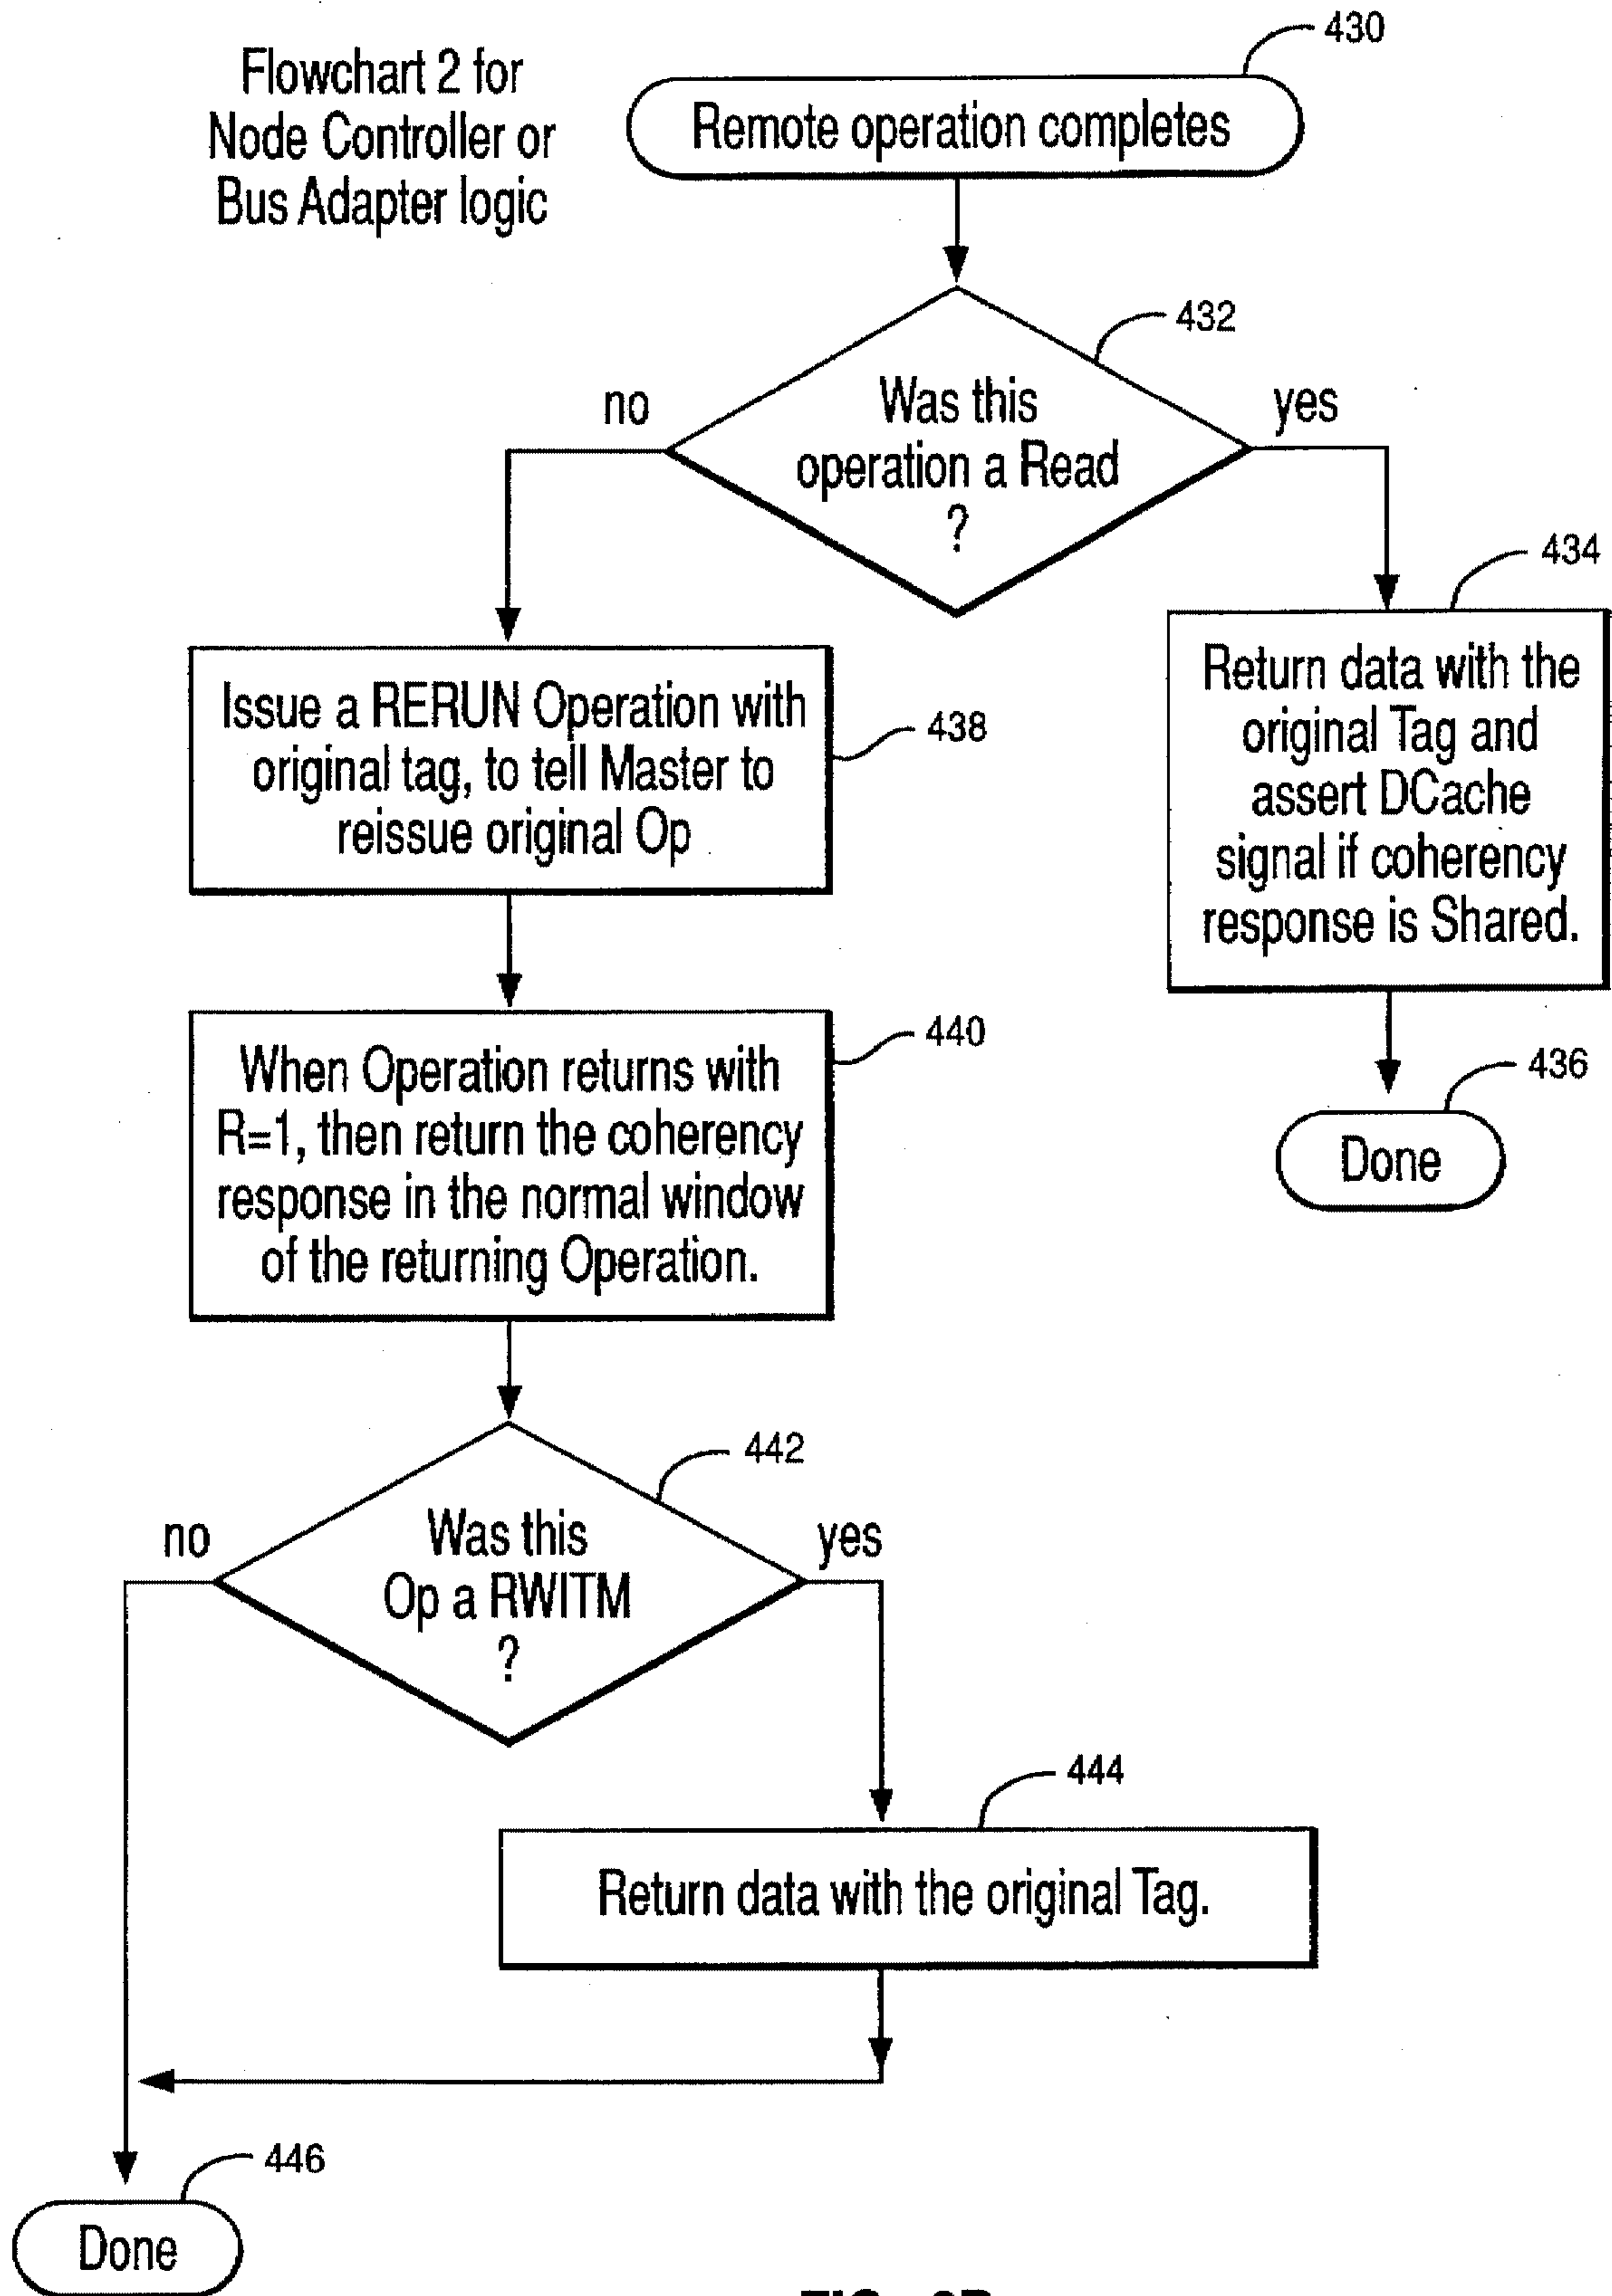 Flowchart 2 for
Node Controller or
Bus Adapter logic
430
Remote operation completes
432
Was this
operation a Read
?
no
yes
434
Return data with the
original Tag and
assert DCache
signal if coherency
response is Shared.
436
Done
438
Issue a RERUN Operation with
original tag, to tell Master to
reissue original Op
440
When Operation returns with
R=1, then return the coherency
response in the normal window
of the returning Operation.
442
Was this
Op a RWITM
?
no
yes
444
Return data with the original Tag.
446
Done